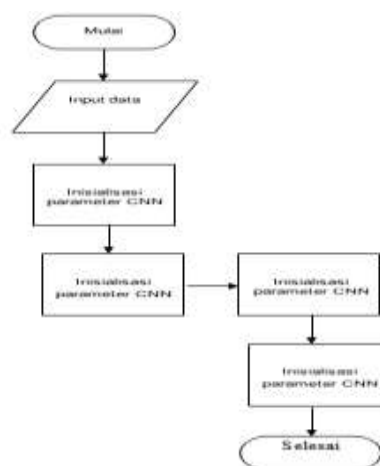 Mulai
Input data
Inisialisasi
parameter CNN
Inisialisasi
parameter CNN
Inisialisasi
parameter CNN
Inisialisasi
parameter CNN
Selesai